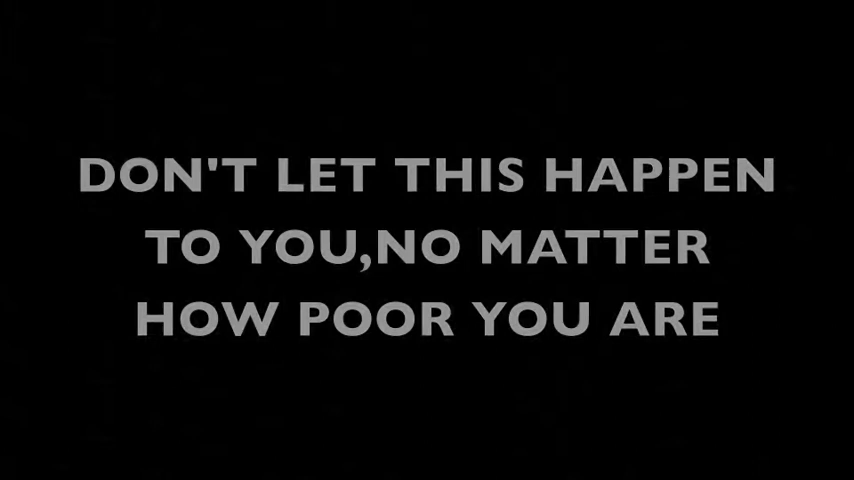 DON'T LET THIS HAPPEN
TO YOU,NO MATTER
HOW POOR YOU ARE